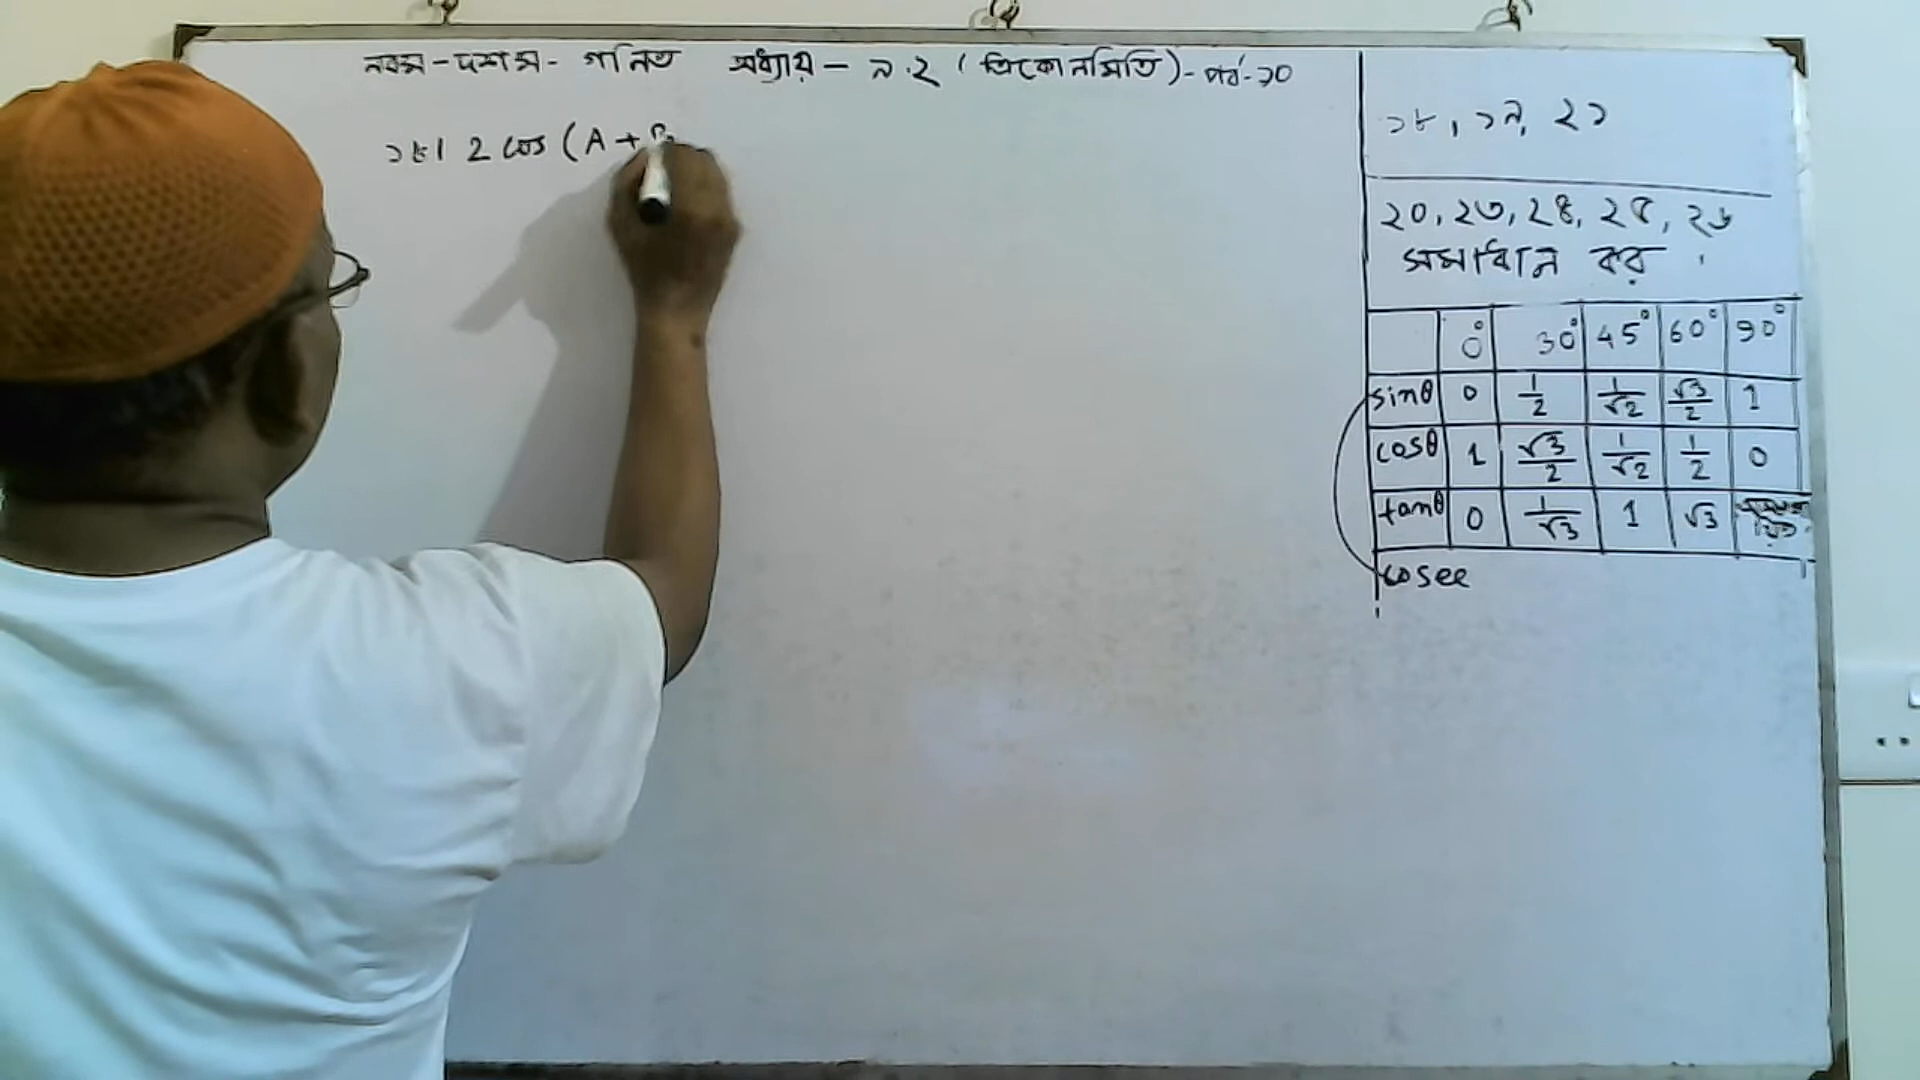 নবম - দশম - গনিত অধ্যায় - ৯.২ (ত্রিকোনমিতি) - পর্ব - ১০
১৮। 2 cos (A + B
১৮, ১৯, ২১
২০, ২৩, ২৪, ২৫, ২৬
সমাধান কর
0° 30° 45° 60° 90°
sinθ 0 1/2 1/√2 √3/2 1
cosθ 1 √3/2 1/√2 1/2 0
tanθ 0 1/√3 1 √3
cosec